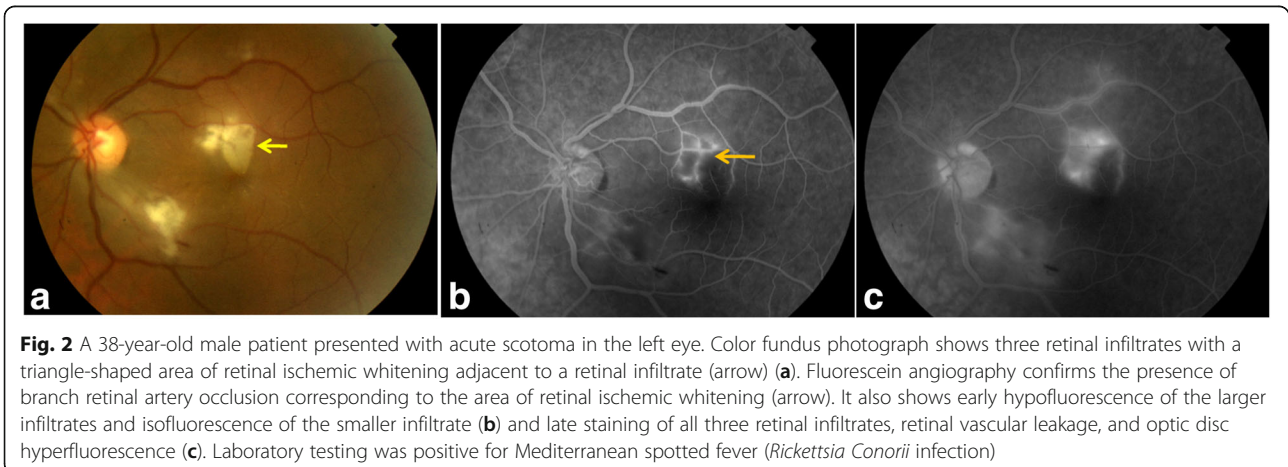 a
b
c
Fig. 2 A 38-year-old male patient presented with acute scotoma in the left eye. Color fundus photograph shows three retinal infiltrates with a
triangle-shaped area of retinal ischemic whitening adjacent to a retinal infiltrate (arrow) (a). Fluorescein angiography confirms the presence of
branch retinal artery occlusion corresponding to the area of retinal ischemic whitening (arrow). It also shows early hypofluorescence of the larger
infiltrates and isofluorescence of the smaller infiltrate (b) and late staining of all three retinal infiltrates, retinal vascular leakage, and optic disc
hyperfluorescence (c). Laboratory testing was positive for Mediterranean spotted fever (Rickettsia Conorii infection)